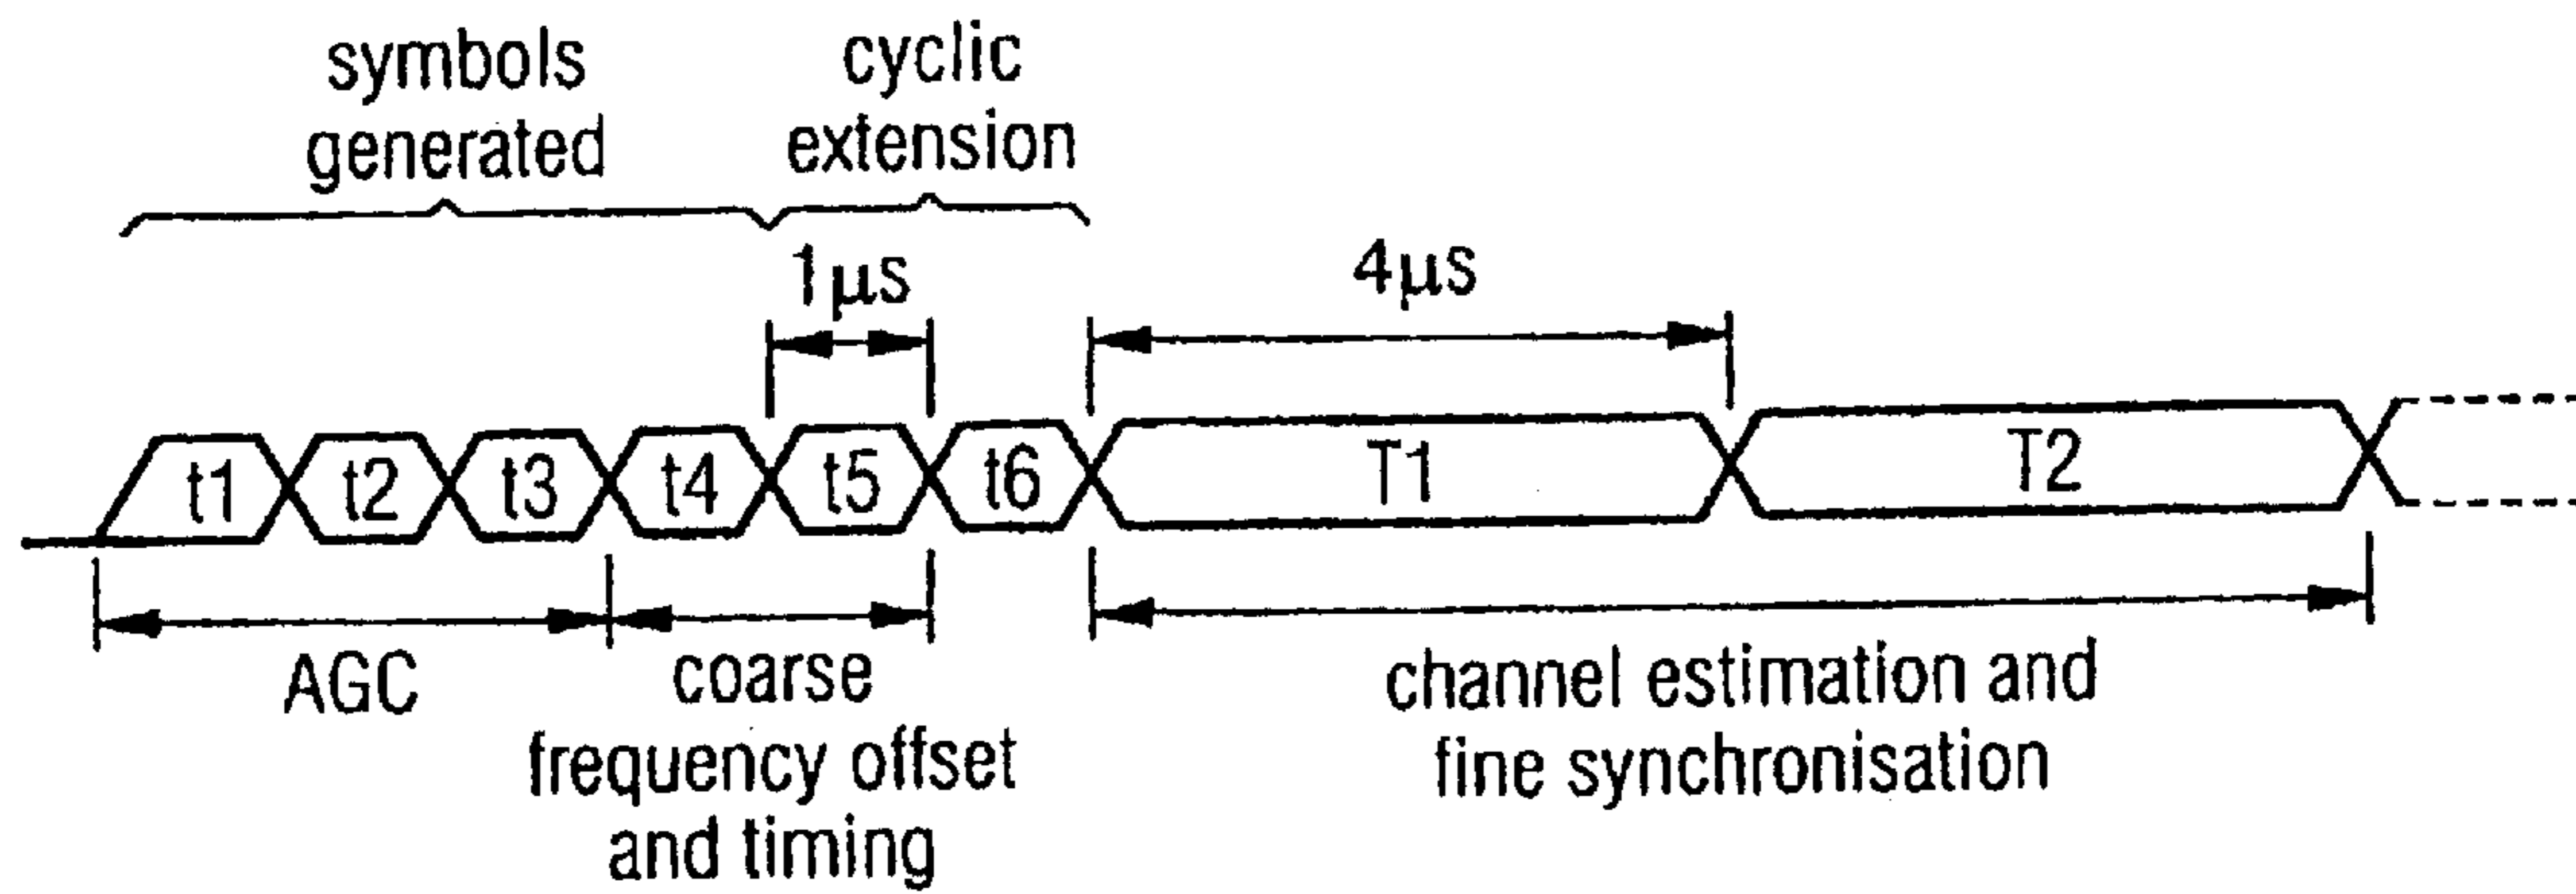 symbols
generated
cyclic
extension
1μs
4μs
t1 t2 t3 t4 t5 t6 T1 T2
AGC
coarse
frequency offset
and timing
channel estimation and
fine synchronisation